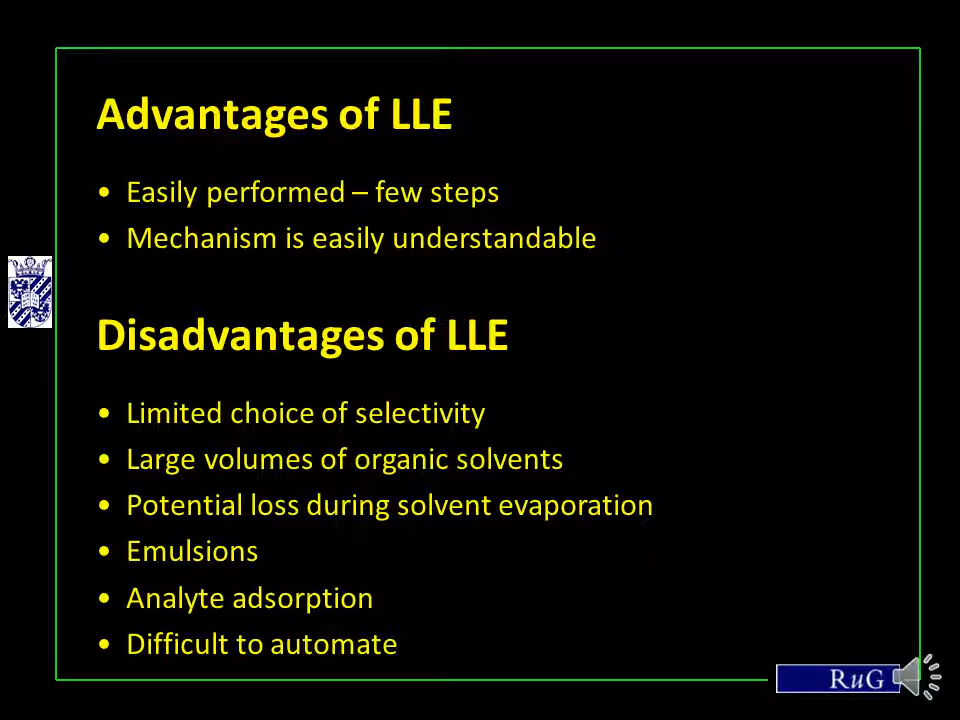 Advantages of LLE
• Easily performed – few steps
• Mechanism is easily understandable
Disadvantages of LLE
• Limited choice of selectivity
• Large volumes of organic solvents
• Potential loss during solvent evaporation
• Emulsions
• Analyte adsorption
• Difficult to automate
RuG